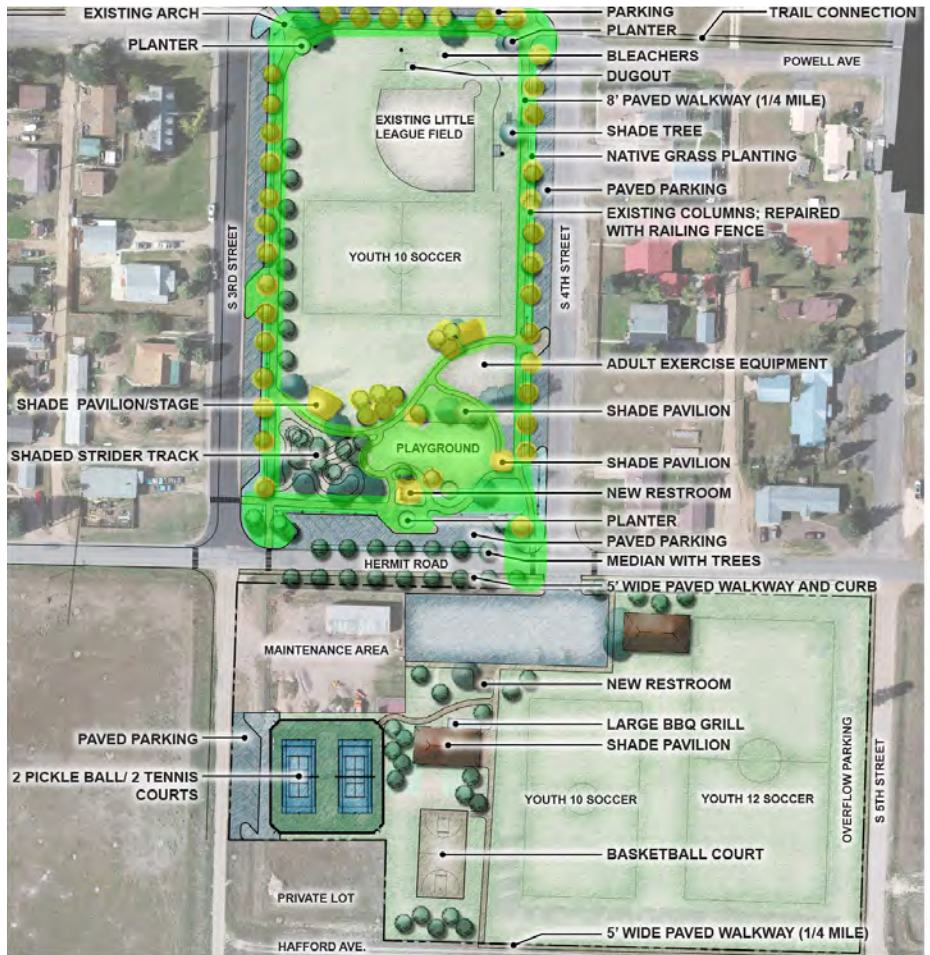 EXISTING ARCH
PARKING
TRAIL CONNECTION
PLANTER
PLANTER
BLEACHERS
POWELL AVE
DUGOUT
8' PAVED WALKWAY (1/4 MILE)
EXISTING LITTLE
LEAGUE FIELD
SHADE TREE
NATIVE GRASS PLANTING
PAVED PARKING
EXISTING COLUMNS; REPAIRED
WITH RAILING FENCE
S 3RD STREET
YOUTH 10 SOCCER
S 4TH STREET
ADULT EXERCISE EQUIPMENT
SHADE PAVILION/STAGE
SHADE PAVILION
PLAYGROUND
SHADED STRIDER TRACK
SHADE PAVILION
NEW RESTROOM
PLANTER
PAVED PARKING
MEDIAN WITH TREES
HERMIT ROAD
5' WIDE PAVED WALKWAY AND CURB
MAINTENANCE AREA
NEW RESTROOM
LARGE BBQ GRILL
PAVED PARKING
SHADE PAVILION
2 PICKLE BALL/ 2 TENNIS
COURTS
YOUTH 10 SOCCER
YOUTH 12 SOCCER
OVERFLOW PARKING
S 5TH STREET
BASKETBALL COURT
PRIVATE LOT
5' WIDE PAVED WALKWAY (1/4 MILE)
HAFFORD AVE.